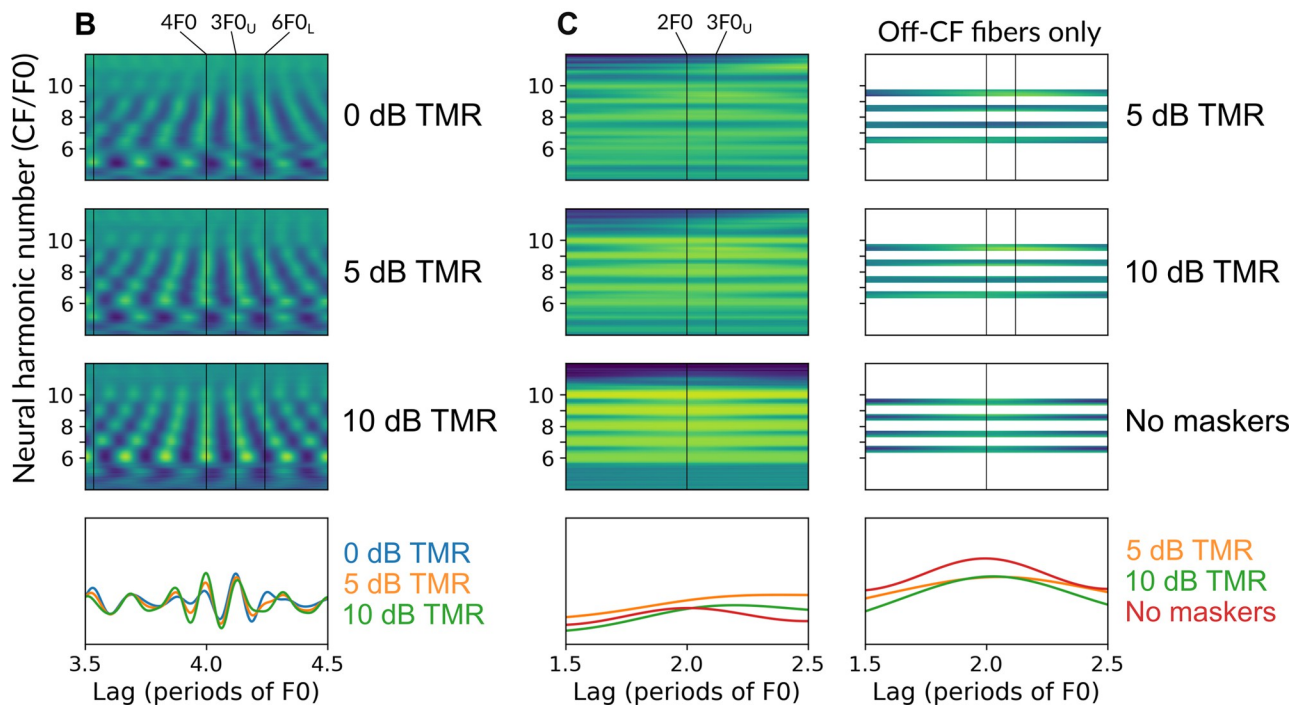 B
4F0 3F0U 6F0L
C
2F0 3F0U
Off-CF fibers only
Neural harmonic number (CF/F0)
10
8
6
0 dB TMR
5 dB TMR
10
8
6
5 dB TMR
10
8
6
10 dB TMR
10
8
6
10
8
6
10 dB TMR
10
8
6
No maskers
0 dB TMR
5 dB TMR
10 dB TMR
5 dB TMR
10 dB TMR
No maskers
3.5 4.0 4.5
Lag (periods of F0)
1.5 2.0 2.5
Lag (periods of F0)
1.5 2.0 2.5
Lag (periods of F0)